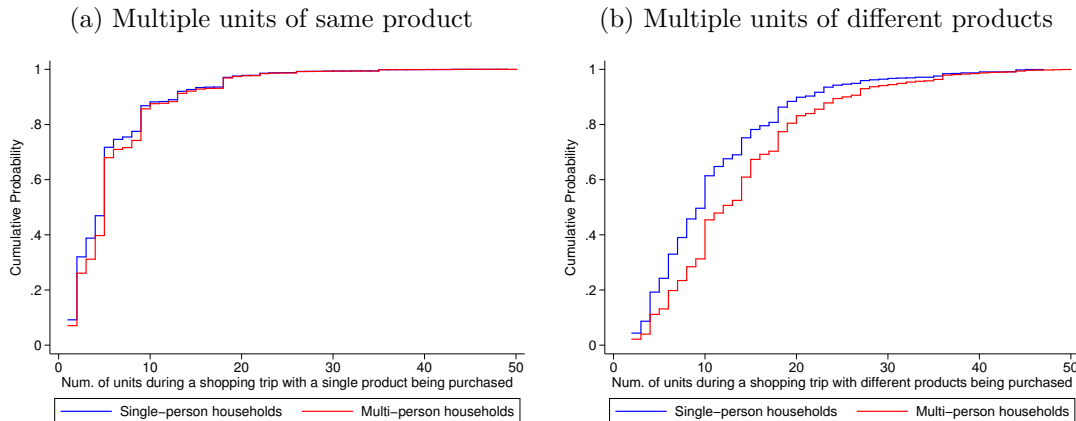 (a) Multiple units of same product
1
.8
.6
.4
.2
0
Cumulative Probability
0 10 20 30 40 50
Num. of units during a shopping trip with a single product being purchased
Single−person households Multi−person households
(b) Multiple units of different products
1
.8
.6
.4
.2
0
Cumulative Probability
0 10 20 30 40 50
Num. of units during a shopping trip with different products being purchased
Single−person households Multi−person households